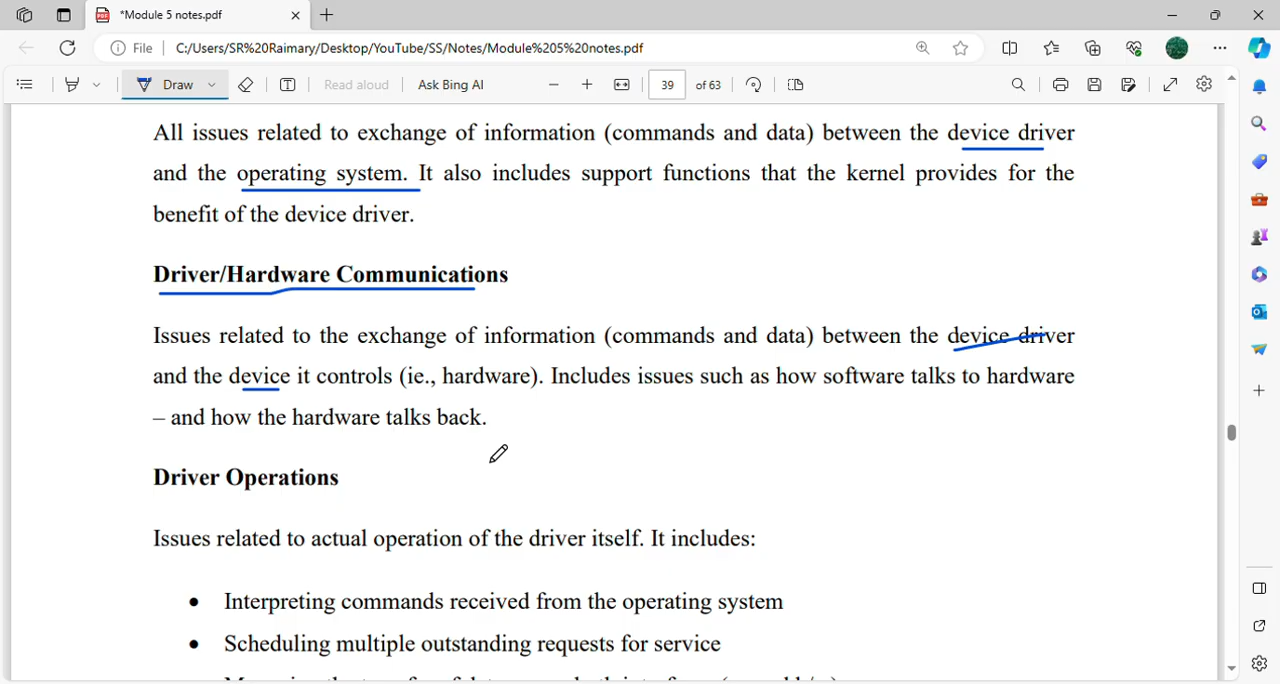 *Module 5 notes.pdf
File C:/Users/SR%20Raimary/Desktop/YouTube/SS/Notes/Module%205%20notes.pdf
Draw Read aloud Ask Bing AI 39 of 63
All issues related to exchange of information (commands and data) between the device driver
and the operating system. It also includes support functions that the kernel provides for the
benefit of the device driver.
Driver/Hardware Communications
Issues related to the exchange of information (commands and data) between the device driver
and the device it controls (ie., hardware). Includes issues such as how software talks to hardware
– and how the hardware talks back.
Driver Operations
Issues related to actual operation of the driver itself. It includes:
• Interpreting commands received from the operating system
• Scheduling multiple outstanding requests for service